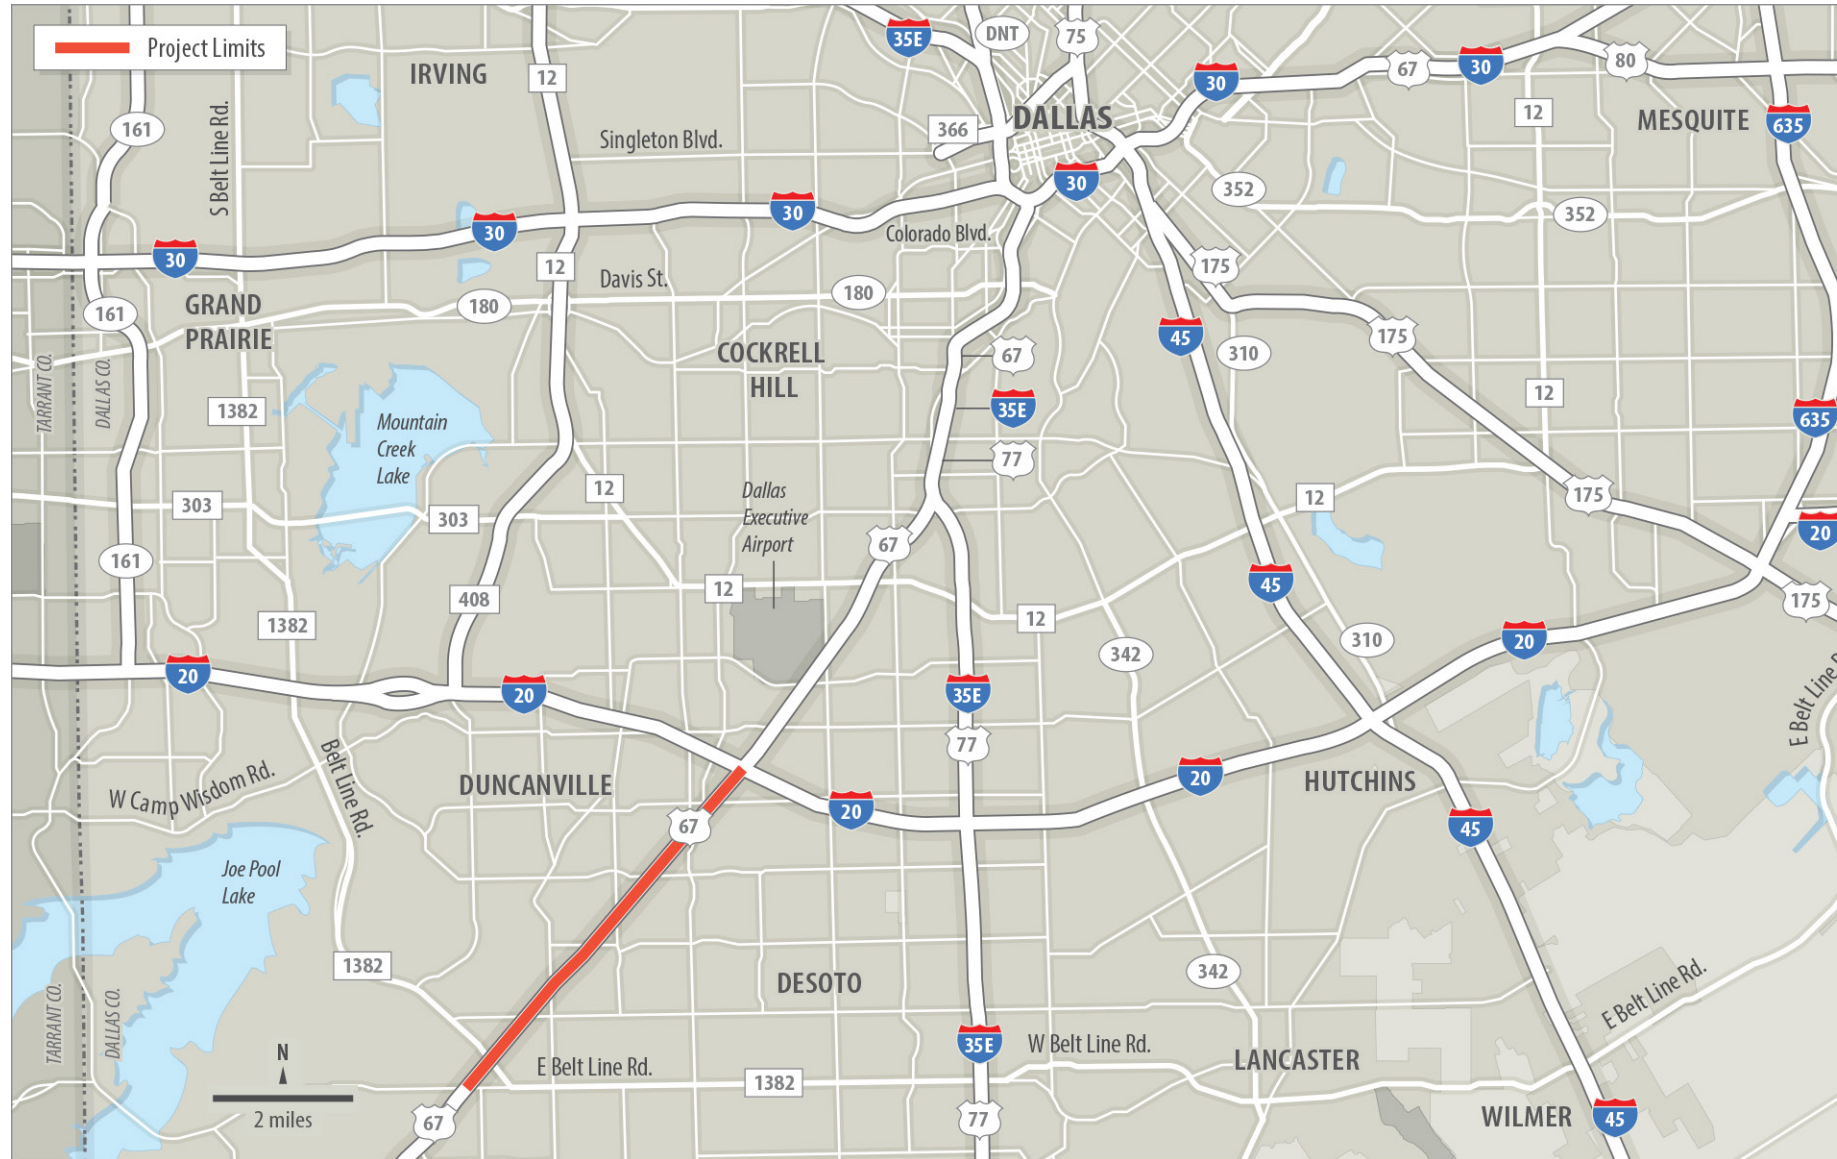 Project Limits
IRVING
35E
DNT
75
12
30
67
30
80
161
S Belt Line Rd.
Singleton Blvd.
366
DALLAS
12
MESQUITE
635
30
352
352
30
30
30
Colorado Blvd.
12
Davis St.
175
161
GRAND
PRAIRIE
180
180
45
175
310
TARRANT CO.
DALLAS CO.
COCKRELL
HILL
67
35E
77
1382
Mountain
Creek
Lake
12
635
303
303
12
Dallas
Executive
Airport
12
175
20
67
161
408
12
45
12
175
1382
342
310
20
20
20
35E
77
E Belt Line R
W Camp Wisdom Rd.
Belt Line Rd.
DUNCANVILLE
67
20
20
HUTCHINS
45
Joe Pool
Lake
1382
DESOTO
342
TARRANT CO.
DALLAS CO.
E Belt Line Rd.
N
2 miles
E Belt Line Rd.
1382
35E
W Belt Line Rd.
LANCASTER
67
77
WILMER
45